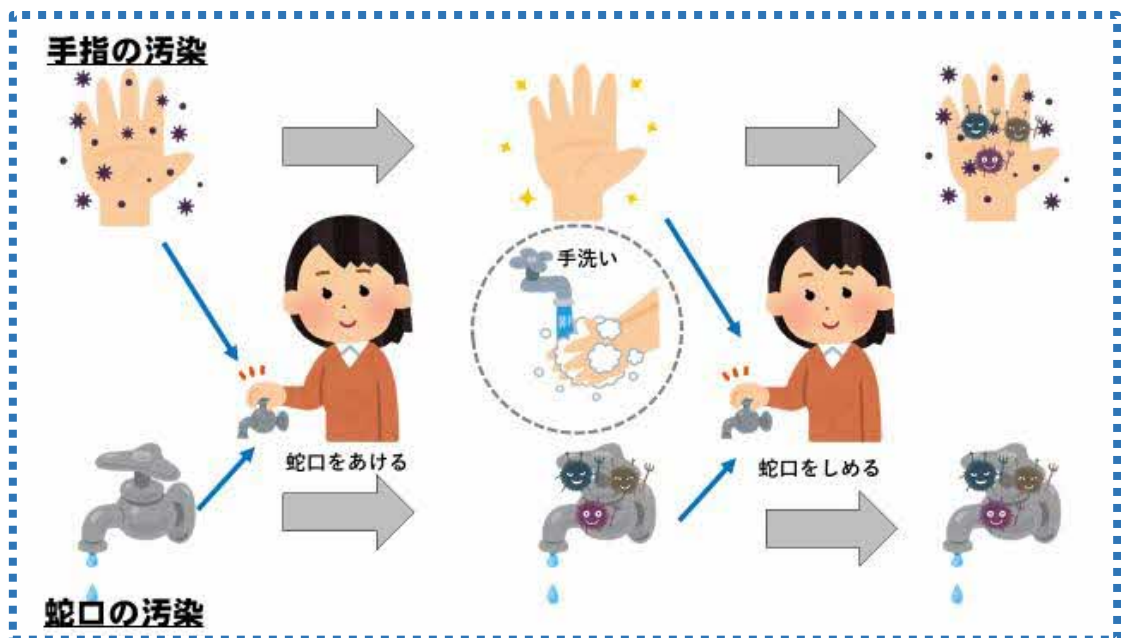 手指の汚染
手洗い
蛇口をあける
蛇口をしめる
蛇口の汚染